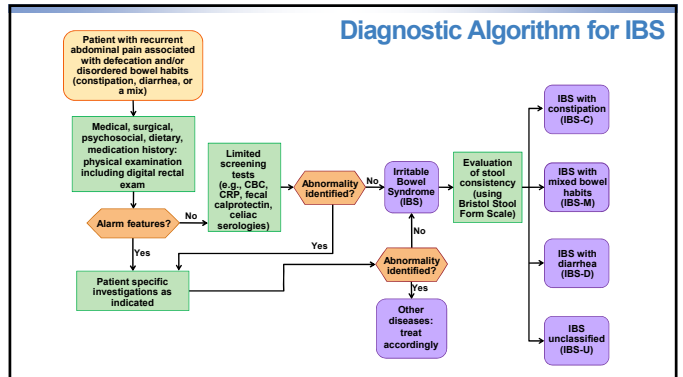 Diagnostic Algorithm for IBS
Patient with recurrent
abdominal pain associated
with defecation and/or
disordered bowel habits
(constipation, diarrhea, or
a mix)
Medical, surgical,
psychosocial, dietary,
medication history:
physical examination
including digital rectal
exam
Alarm features?
No
Yes
Limited
screening
tests
(e.g., CBC,
CRP, fecal
calprotectin,
celiac
serologies)
Abnormality
identified?
No
Yes
Patient specific
investigations as
indicated
Irritable
Bowel
Syndrome
(IBS)
No
Abnormality
identified?
Yes
Other
diseases:
treat
accordingly
Evaluation
of stool
consistency
(using
Bristol Stool
Form Scale)
IBS with
constipation
(IBS-C)
IBS with
mixed bowel
habits
(IBS-M)
IBS with
diarrhea
(IBS-D)
IBS
unclassified
(IBS-U)